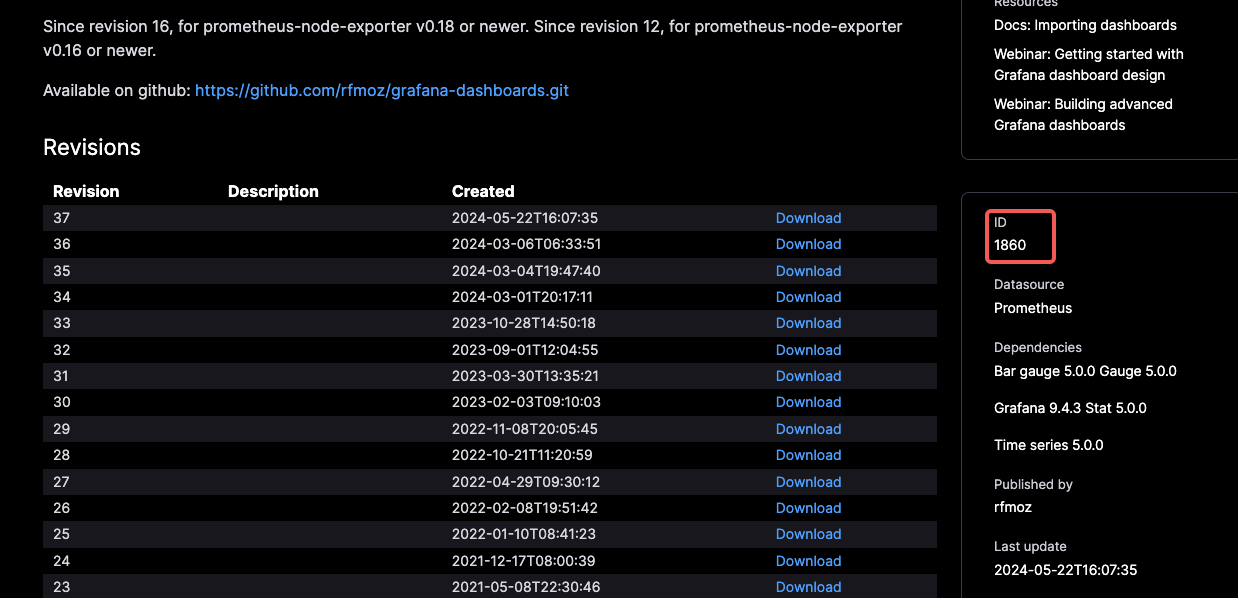 Since revision 16, for prometheus-node-exporter v0.18 or newer. Since revision 12, for prometheus-node-exporter
v0.16 or newer.
Available on github: https://github.com/rfmoz/grafana-dashboards.git
Revisions
Revision Description Created
37 2024-05-22T16:07:35 Download
36 2024-03-06T06:33:51 Download
35 2024-03-04T19:47:40 Download
34 2024-03-01T20:17:11 Download
33 2023-10-28T14:50:18 Download
32 2023-09-01T12:04:55 Download
31 2023-03-30T13:35:21 Download
30 2023-02-03T09:10:03 Download
29 2022-11-08T20:05:45 Download
28 2022-10-21T11:20:59 Download
27 2022-04-29T09:30:12 Download
26 2022-02-08T19:51:42 Download
25 2022-01-10T08:41:23 Download
24 2021-12-17T08:00:39 Download
23 2021-05-08T22:30:46 Download
Resources
Docs: Importing dashboards
Webinar: Getting started with
Grafana dashboard design
Webinar: Building advanced
Grafana dashboards
ID
1860
Datasource
Prometheus
Dependencies
Bar gauge 5.0.0 Gauge 5.0.0
Grafana 9.4.3 Stat 5.0.0
Time series 5.0.0
Published by
rfmoz
Last update
2024-05-22T16:07:35